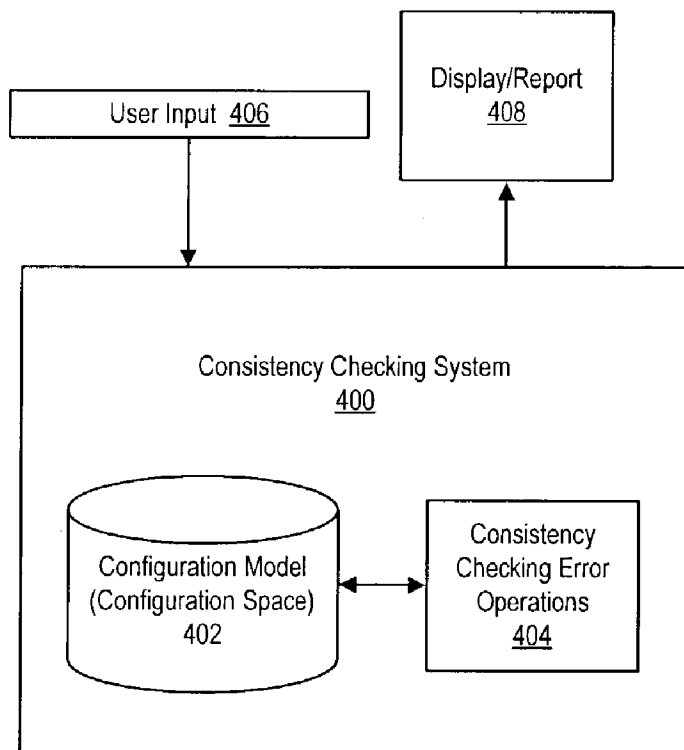 Display/Report
408
User Input 406
Consistency Checking System
400
Configuration Model
(Configuration Space)
402
Consistency
Checking Error
Operations
404